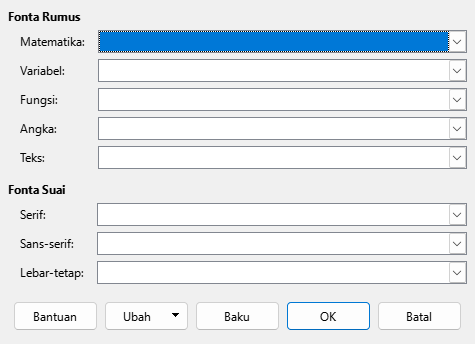 Fonta Rumus
Matematika:
Variabel:
Fungsi:
Angka:
Teks:
Fonta Suai
Serif:
Sans-serif:
Lebar-tetap:
Bantuan Ubah Baku OK Batal